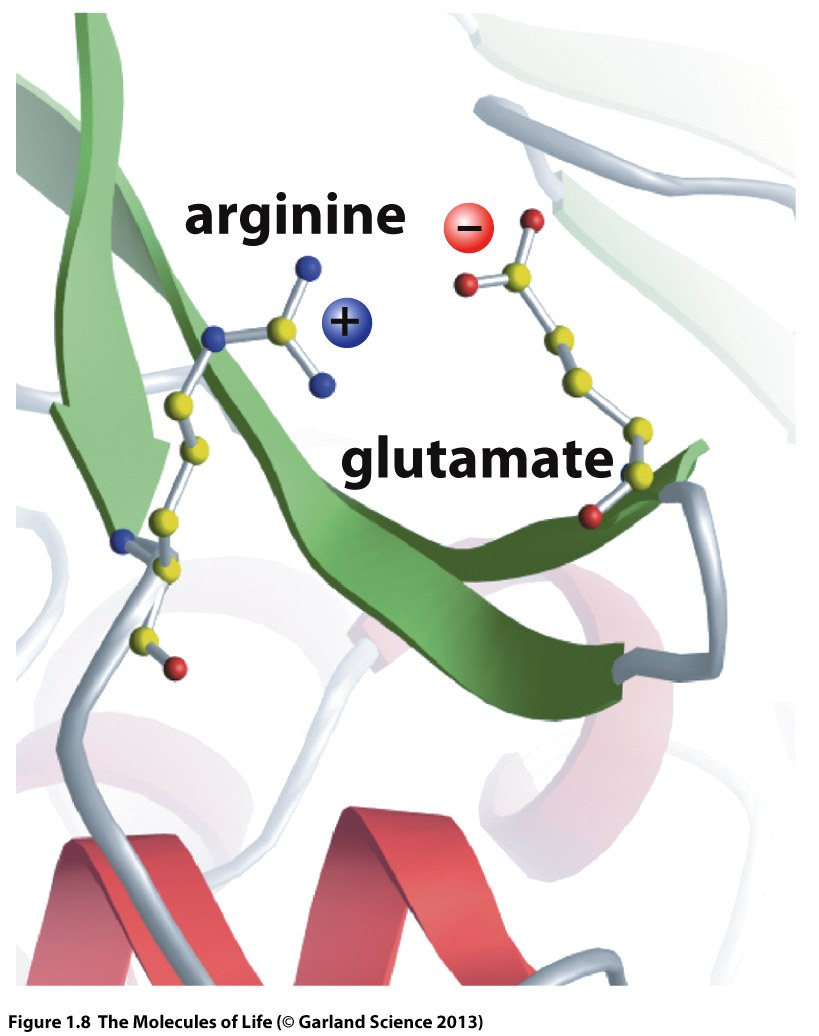 arginine
−
+
glutamate
Figure 1.8 The Molecules of Life (© Garland Science 2013)